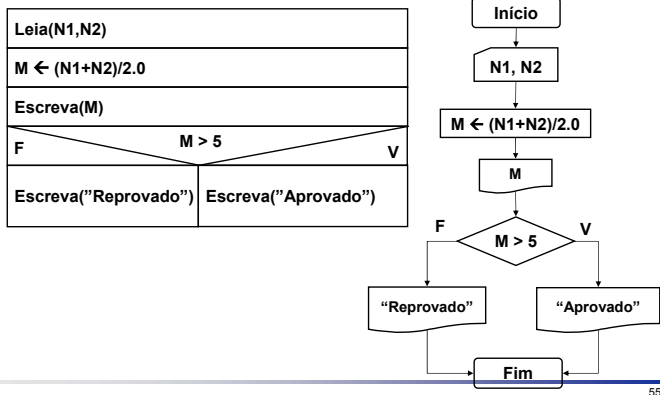 Leia(N1,N2)
M ← (N1+N2)/2.0
Escreva(M)
M > 5
F V
Escreva("Reprovado") Escreva("Aprovado")
Início
N1, N2
M ← (N1+N2)/2.0
M
F V
M > 5
"Reprovado" "Aprovado"
Fim
55